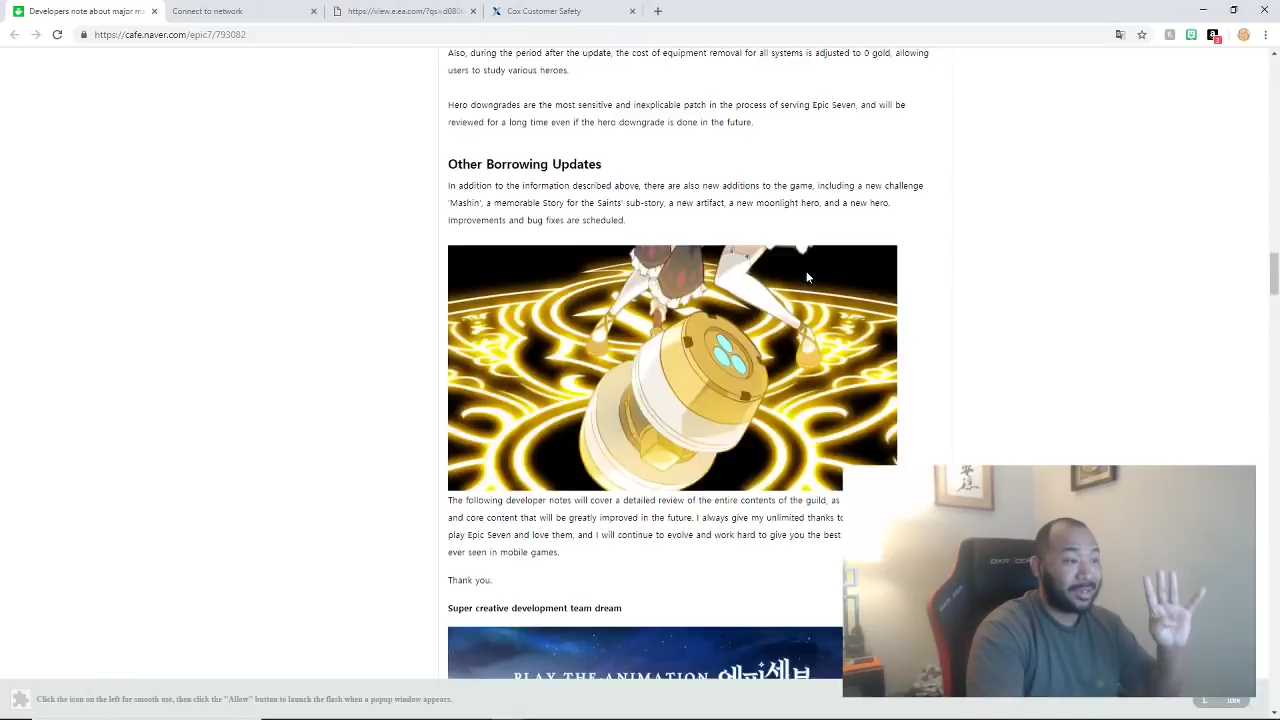 Developers note about major ma
Connect to network
https://view.e.ea.com/?qs=d080
Cox Customer Safety
https://cafe.naver.com/epic7/793082
Also, during the period after the update, the cost of equipment removal for all systems is adjusted to 0 gold, allowing
users to study various heroes.
Hero downgrades are the most sensitive and inexplicable patch in the process of serving Epic Seven, and will be
reviewed for a long time even if the hero downgrade is done in the future.
Other Borrowing Updates
In addition to the information described above, there are also new additions to the game, including a new challenge
'Mashin', a memorable Story for the Saints' sub-story, a new artifact, a new moonlight hero, and a new hero.
Improvements and bug fixes are scheduled.
The following developer notes will cover a detailed review of the entire contents of the guild, as
and core content that will be greatly improved in the future. I always give my unlimited thanks to
play Epic Seven and love them, and I will continue to evolve and work hard to give you the best
ever seen in mobile games.
Thank you.
Super creative development team dream
PLAY THE ANIMATION 에픽세븐
Click the icon on the left for smooth use, then click the "Allow" button to launch the flash when a popup window appears.